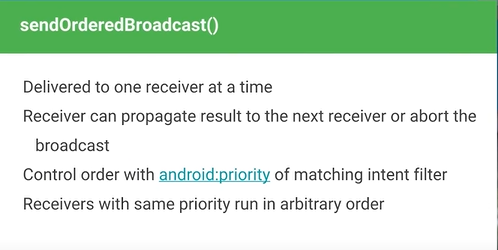 sendOrderedBroadcast()
Delivered to one receiver at a time
Receiver can propagate result to the next receiver or abort the
broadcast
Control order with android:priority of matching intent filter
Receivers with same priority run in arbitrary order